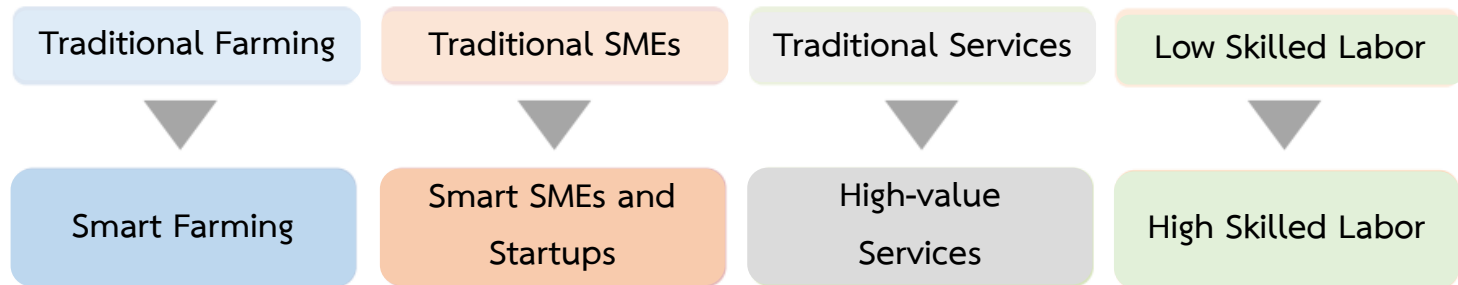 Traditional Farming
Traditional SMEs
Traditional Services
Low Skilled Labor
Smart Farming
Smart SMEs and
Startups
High-value
Services
High Skilled Labor